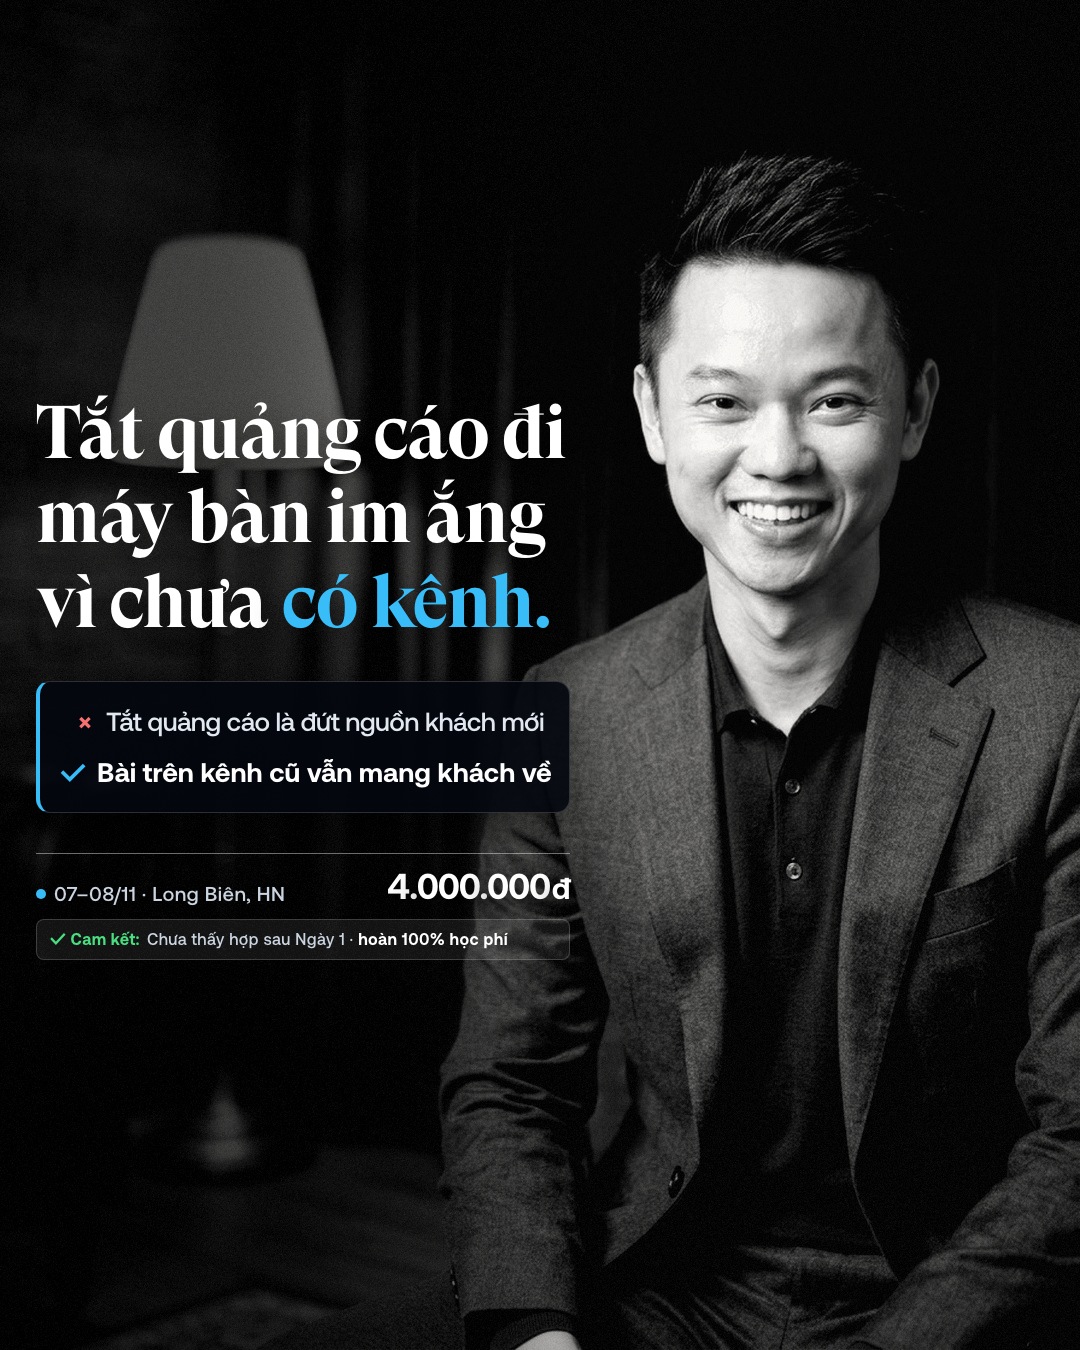 Tắt quảng cáo đi
máy bàn im ắng
vì chưa có kênh.
× Tắt quảng cáo là đứt nguồn khách mới
✓ Bài trên kênh cũ vẫn mang khách về
07–08/11 · Long Biên, HN
4.000.000đ
✓ Cam kết: Chưa thấy hợp sau Ngày 1 · hoàn 100% học phí